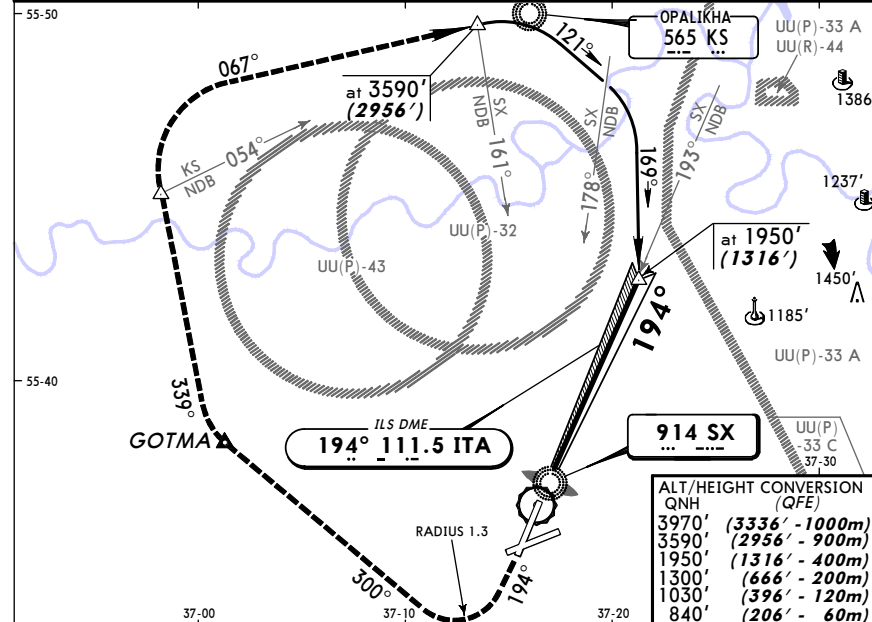 55-50
OPALIKHA
565 KS
UU(P)-33 A
UU(R)-44
1386
067°
121°
at 3590'
(2956')
SX
NDB
161°
SX
NDB
178°
SX
NDB
193°
KS
NDB
054°
169°
1237'
UU(P)-32
UU(P)-43
at 1950'
(1316')
1450'
1185'
194°
UU(P)-33 A
55-40
339°
GOTMA
ILS DME
194° 111.5 ITA
914 SX
UU(P)
-33 C
37-30
RADIUS 1.3
300°
194°
37-00
37-10
37-20
ALT/HEIGHT CONVERSION
QNH (QFE)
3970' (3336' - 1000m)
3590' (2956' - 900m)
1950' (1316' - 400m)
1300' (666' - 200m)
1030' (396' - 120m)
840' (206' - 60m)